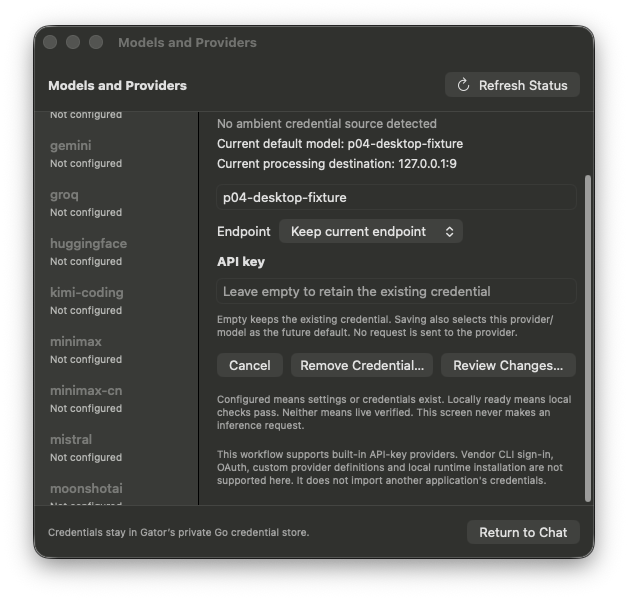 Models and Providers
Models and Providers
Refresh Status
Not configured
gemini
Not configured
groq
Not configured
huggingface
Not configured
kimi-coding
Not configured
minimax
Not configured
minimax-cn
Not configured
mistral
Not configured
moonshotai
No ambient credential source detected
Current default model: p04-desktop-fixture
Current processing destination: 127.0.0.1:9
p04-desktop-fixture
Endpoint Keep current endpoint
API key
Leave empty to retain the existing credential
Empty keeps the existing credential. Saving also selects this provider/
model as the future default. No request is sent to the provider.
Cancel Remove Credential... Review Changes...
Configured means settings or credentials exist. Locally ready means local
checks pass. Neither means live verified. This screen never makes an
inference request.
This workflow supports built-in API-key providers. Vendor CLI sign-in,
OAuth, custom provider definitions and local runtime installation are not
supported here. It does not import another application's credentials.
Credentials stay in Gator's private Go credential store.
Return to Chat